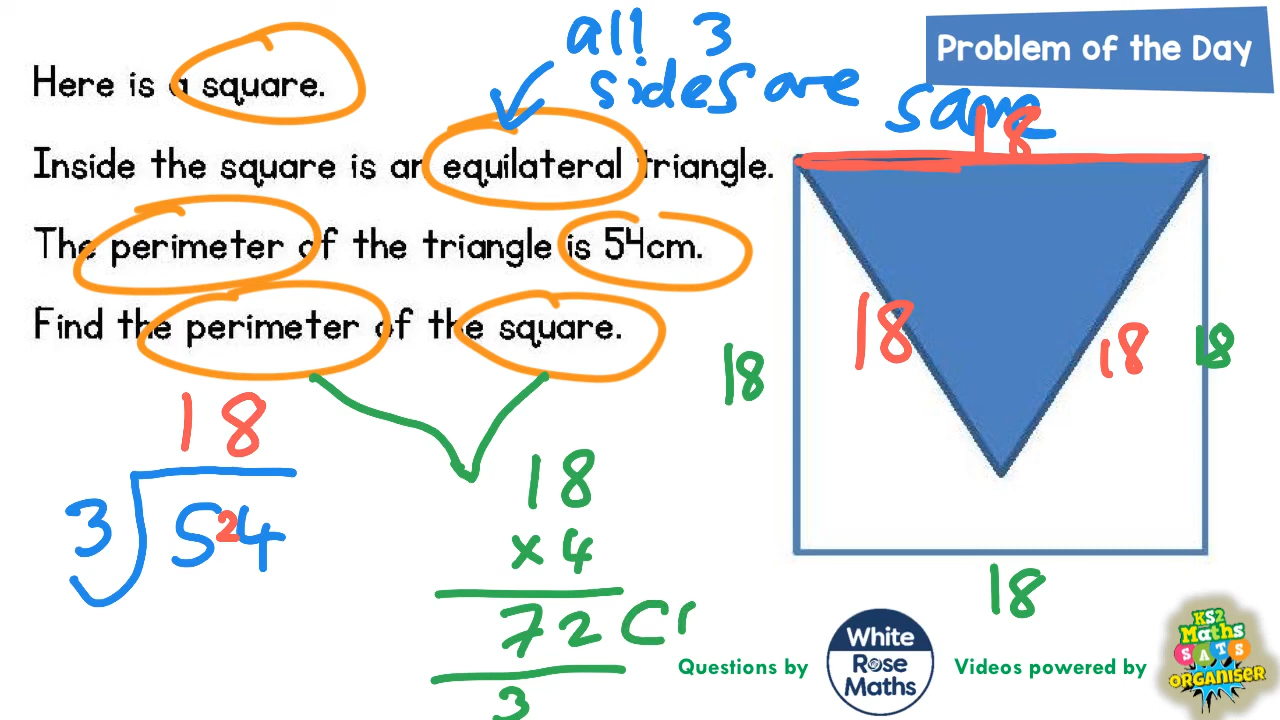 all 3
sides are same
Problem of the Day
Here is a square.
Inside the square is an equilateral triangle.
The perimeter of the triangle is 54cm.
Find the perimeter of the square.
18
18
18
18
18
18
18
3 5 2 4
18
x 4
72 c
3
Questions by
White
Rose
Maths
Videos powered by
KS2
Maths
SATS
ORGANISER